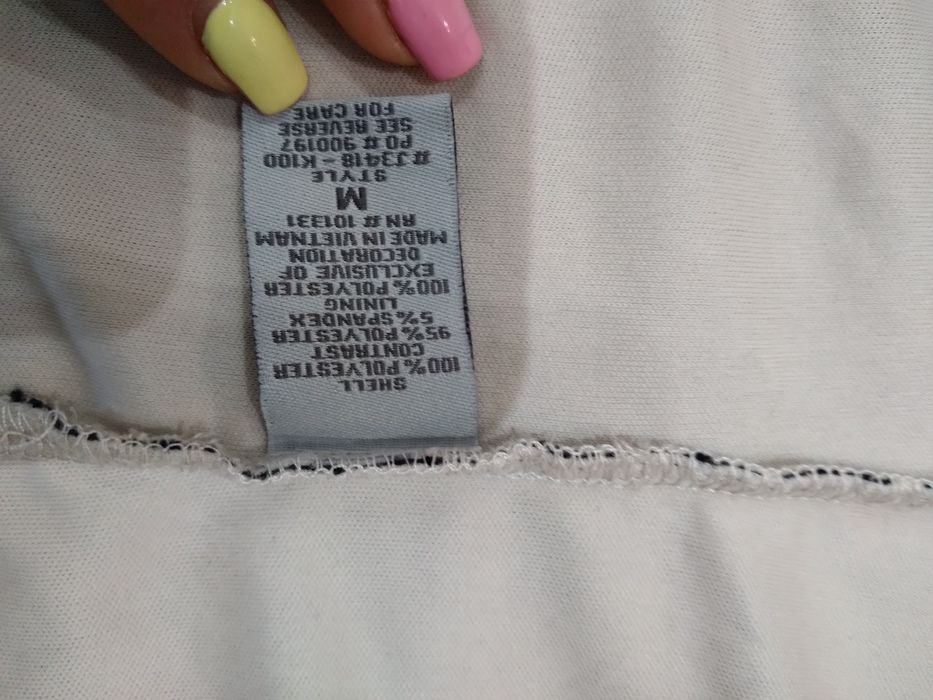 SHELL
100% POLYESTER
CONTRAST
95% POLYESTER
5% SPANDEX
LINING
100% POLYESTER
EXCLUSIVE OF
DECORATION
MADE IN VIETNAM
RN # 101331
M
STYLE
# J3418 - K100
PO # 900197
SEE REVERSE
FOR CARE